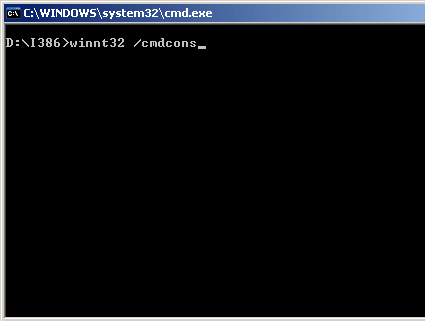 C:\WINDOWS\system32\cmd.exe
D:\I386>winnt32 /cmdcons_